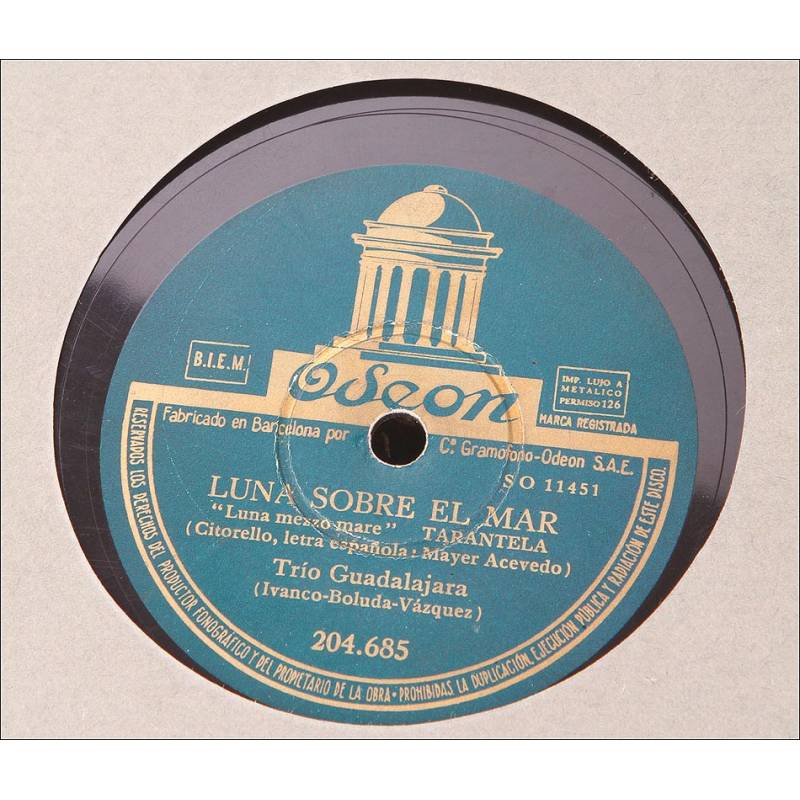 B.I.E.M.
Odeon
IMP. LUJO A
METALICO
PERMISO 126
MARCA REGISTRADA
Fabricado en Barcelona por
Cª Gramófono-Odeon S.A.E.
SO 11451
LUNA SOBRE EL MAR
"Luna mezzo mare" TARANTELA
(Citorello, letra española: Mayer Acevedo)
Trío Guadalajara
(Ivanco-Boluda-Vázquez)
204.685
RESERVADOS LOS DERECHOS DEL PRODUCTOR FONOGRÁFICO Y DEL PROPIETARIO DE LA OBRA • PROHIBIDAS LA DUPLICACIÓN, EJECUCIÓN PÚBLICA Y RADIACIÓN DE ESTE DISCO.